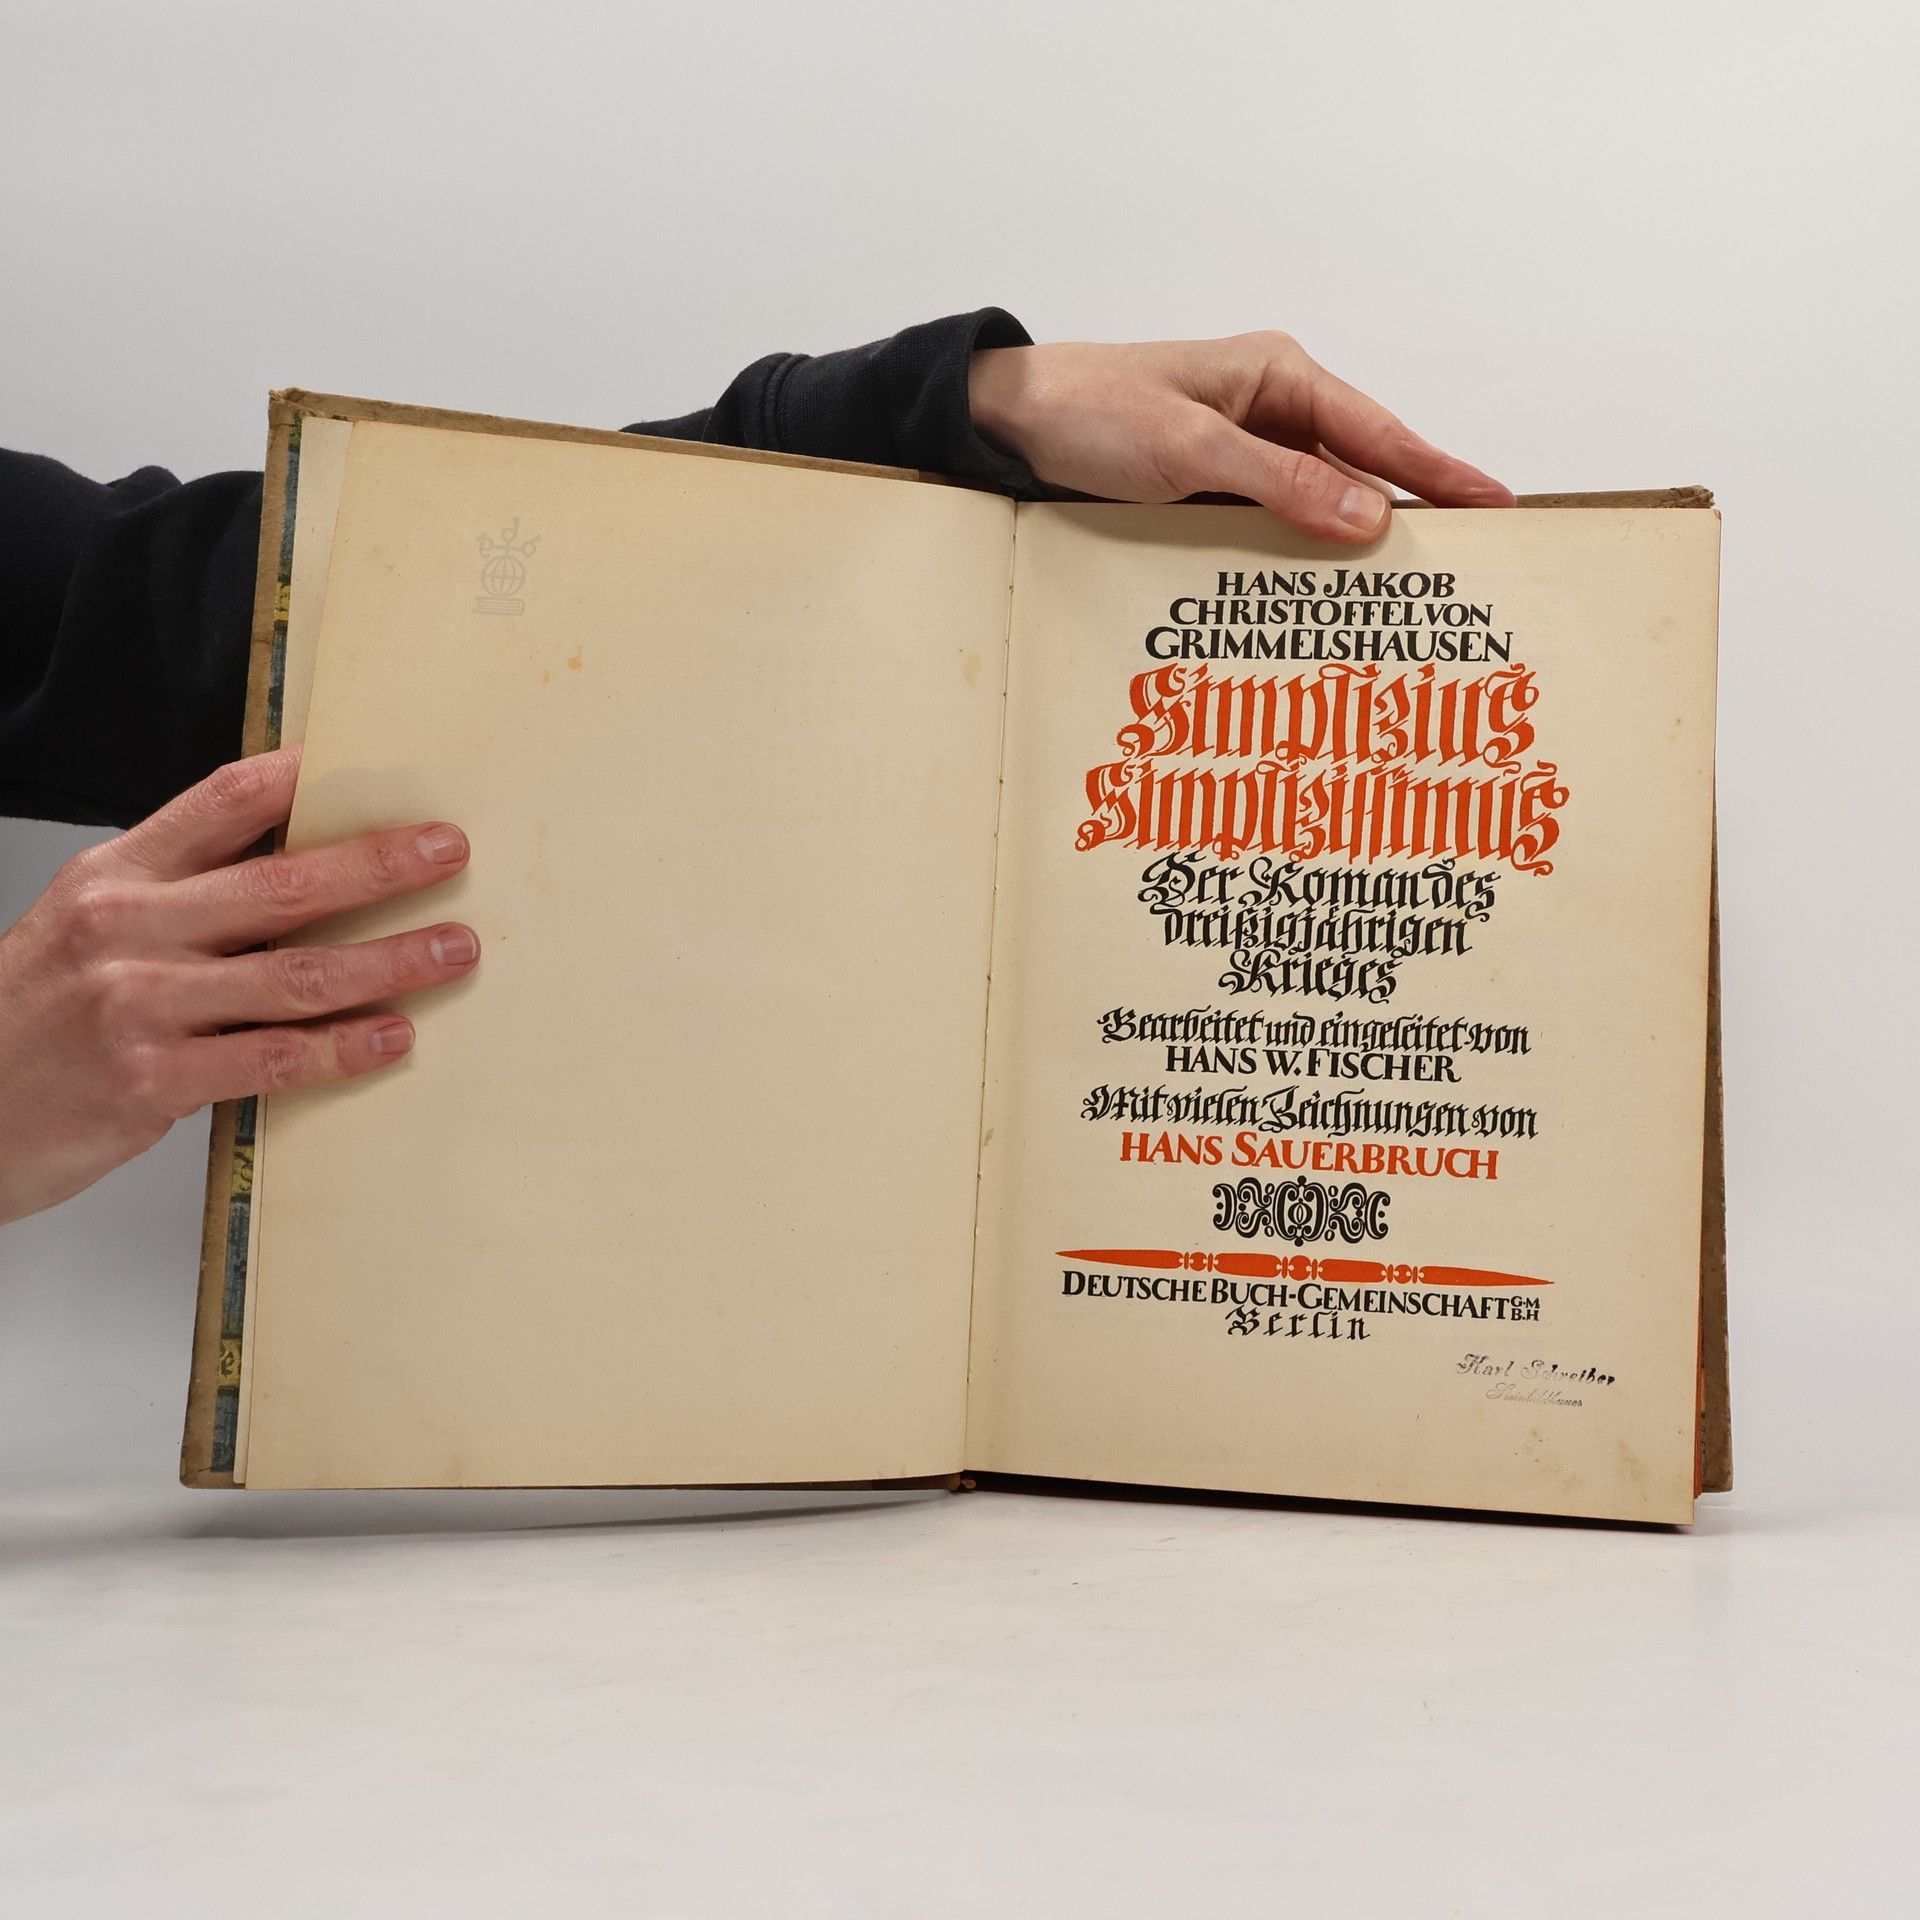 HANS JAKOB
CHRISTOFFEL VON
GRIMMELSHAUSEN
Simplizius
Simplizissimus
Der Roman des
dreißigjährigen
Krieges
Bearbeitet und eingeleitet von
HANS W. FISCHER
Mit vielen Zeichnungen von
HANS SAUERBRUCH
DEUTSCHE BUCH-GEMEINSCHAFT G·M B.H
Berlin
Karl Schreiber